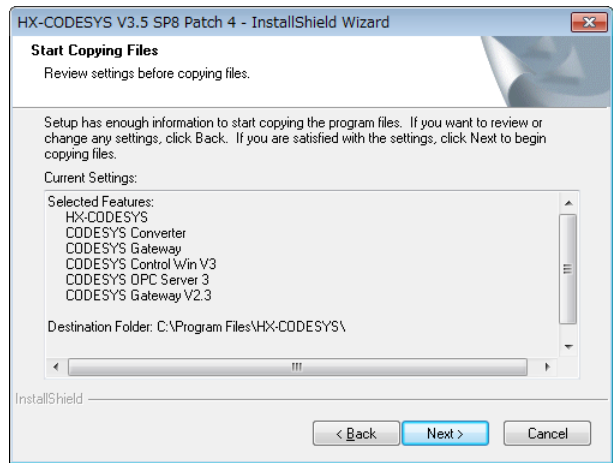 HX-CODESYS V3.5 SP8 Patch 4 - InstallShield Wizard
Start Copying Files
Review settings before copying files.
Setup has enough information to start copying the program files.  If you want to review or
change any settings, click Back.  If you are satisfied with the settings, click Next to begin
copying files.
Current Settings:
Selected Features:
HX-CODESYS
CODESYS Converter
CODESYS Gateway
CODESYS Control Win V3
CODESYS OPC Server 3
CODESYS Gateway V2.3
Destination Folder: C:\Program Files\HX-CODESYS\
InstallShield
< Back
Next >
Cancel